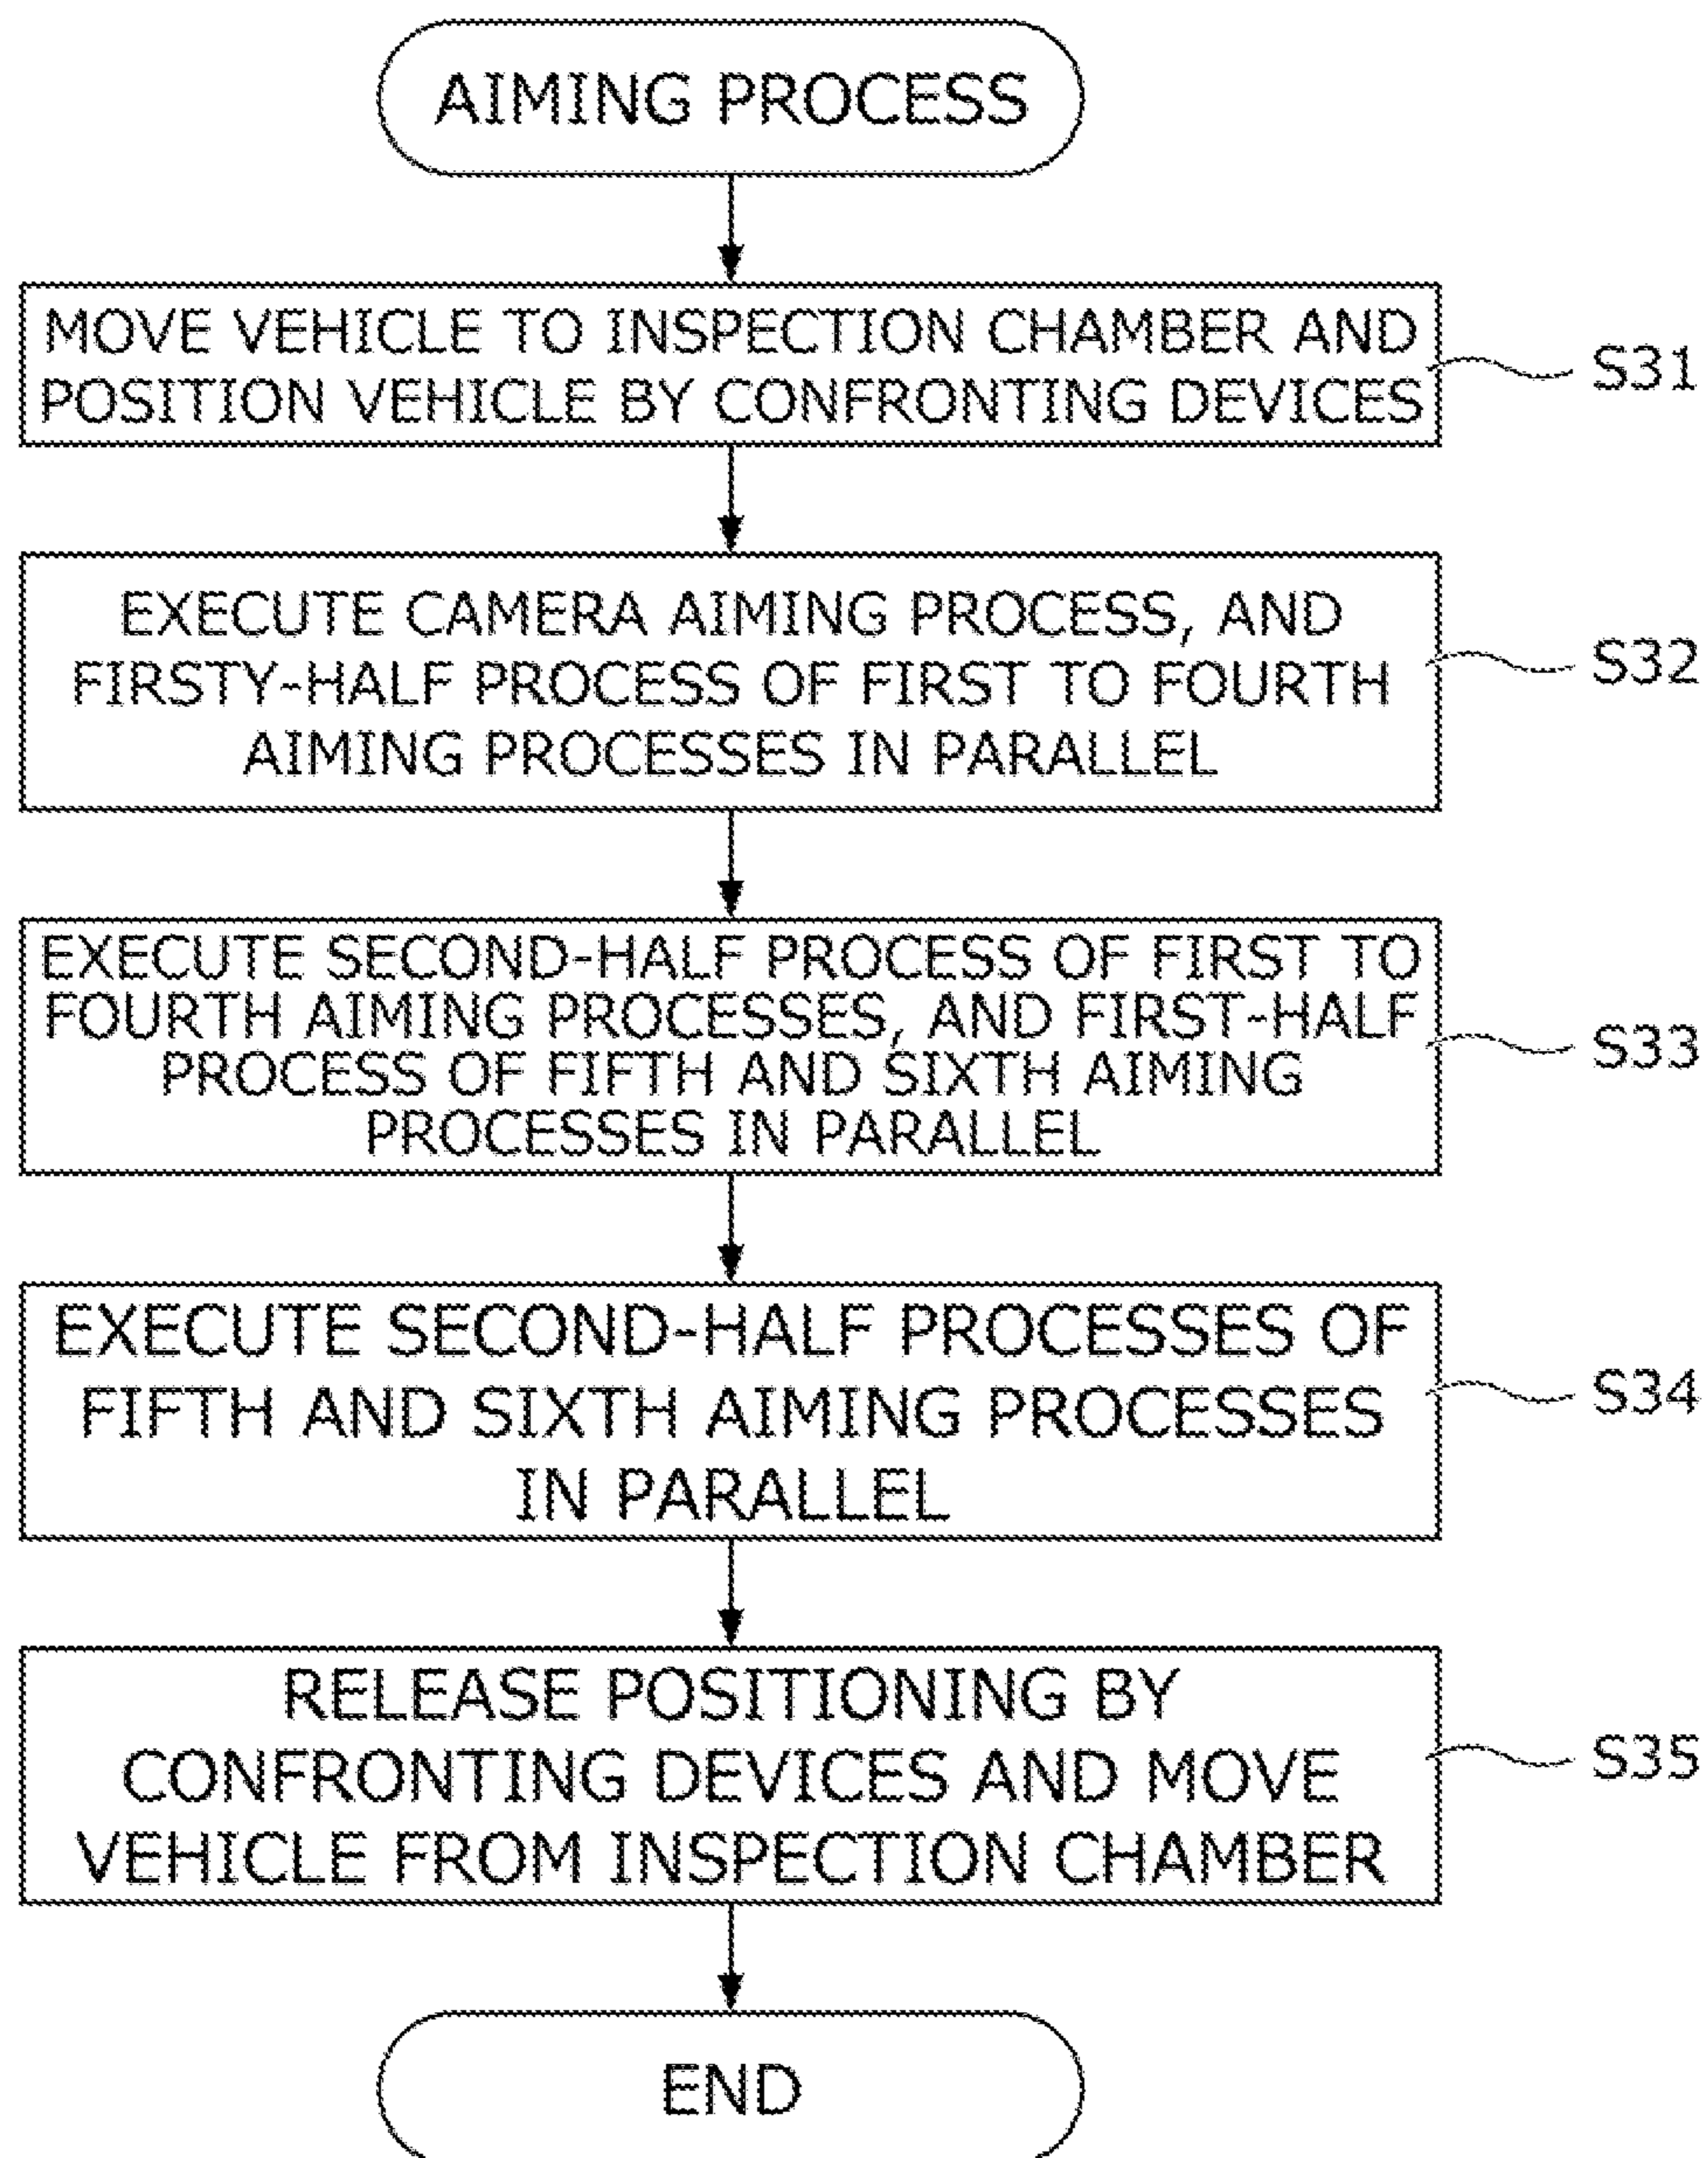 AIMING PROCESS
MOVE VEHICLE TO INSPECTION CHAMBER AND
POSITION VEHICLE BY CONFRONTING DEVICES
S31
EXECUTE CAMERA AIMING PROCESS, AND
FIRSTY-HALF PROCESS OF FIRST TO FOURTH
AIMING PROCESSES IN PARALLEL
S32
EXECUTE SECOND-HALF PROCESS OF FIRST TO
FOURTH AIMING PROCESSES, AND FIRST-HALF
PROCESS OF FIFTH AND SIXTH AIMING
PROCESSES IN PARALLEL
S33
EXECUTE SECOND-HALF PROCESSES OF
FIFTH AND SIXTH AIMING PROCESSES
IN PARALLEL
S34
RELEASE POSITIONING BY
CONFRONTING DEVICES AND MOVE
VEHICLE FROM INSPECTION CHAMBER
S35
END